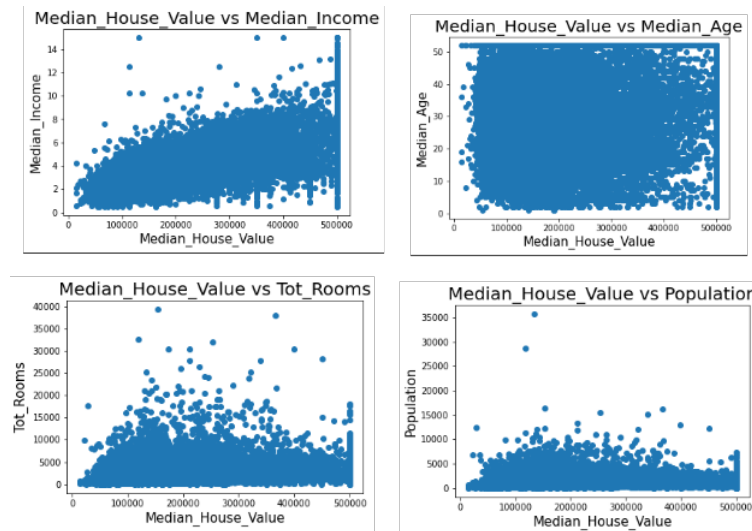 Median_House_Value vs Median_Income
14
12
10
8
6
4
2
0
Median_Income
100000 200000 300000 400000 500000
Median_House_Value
Median_House_Value vs Median_Age
50
40
30
20
10
0
Median_Age
0 100000 200000 300000 400000 500000
Median_House_Value
Median_House_Value vs Tot_Rooms
40000
35000
30000
25000
20000
15000
10000
5000
0
Tot_Rooms
100000 200000 300000 400000 500000
Median_House_Value
Median_House_Value vs Population
35000
30000
25000
20000
15000
10000
5000
0
Population
100000 200000 300000 400000 500000
Median_House_Value